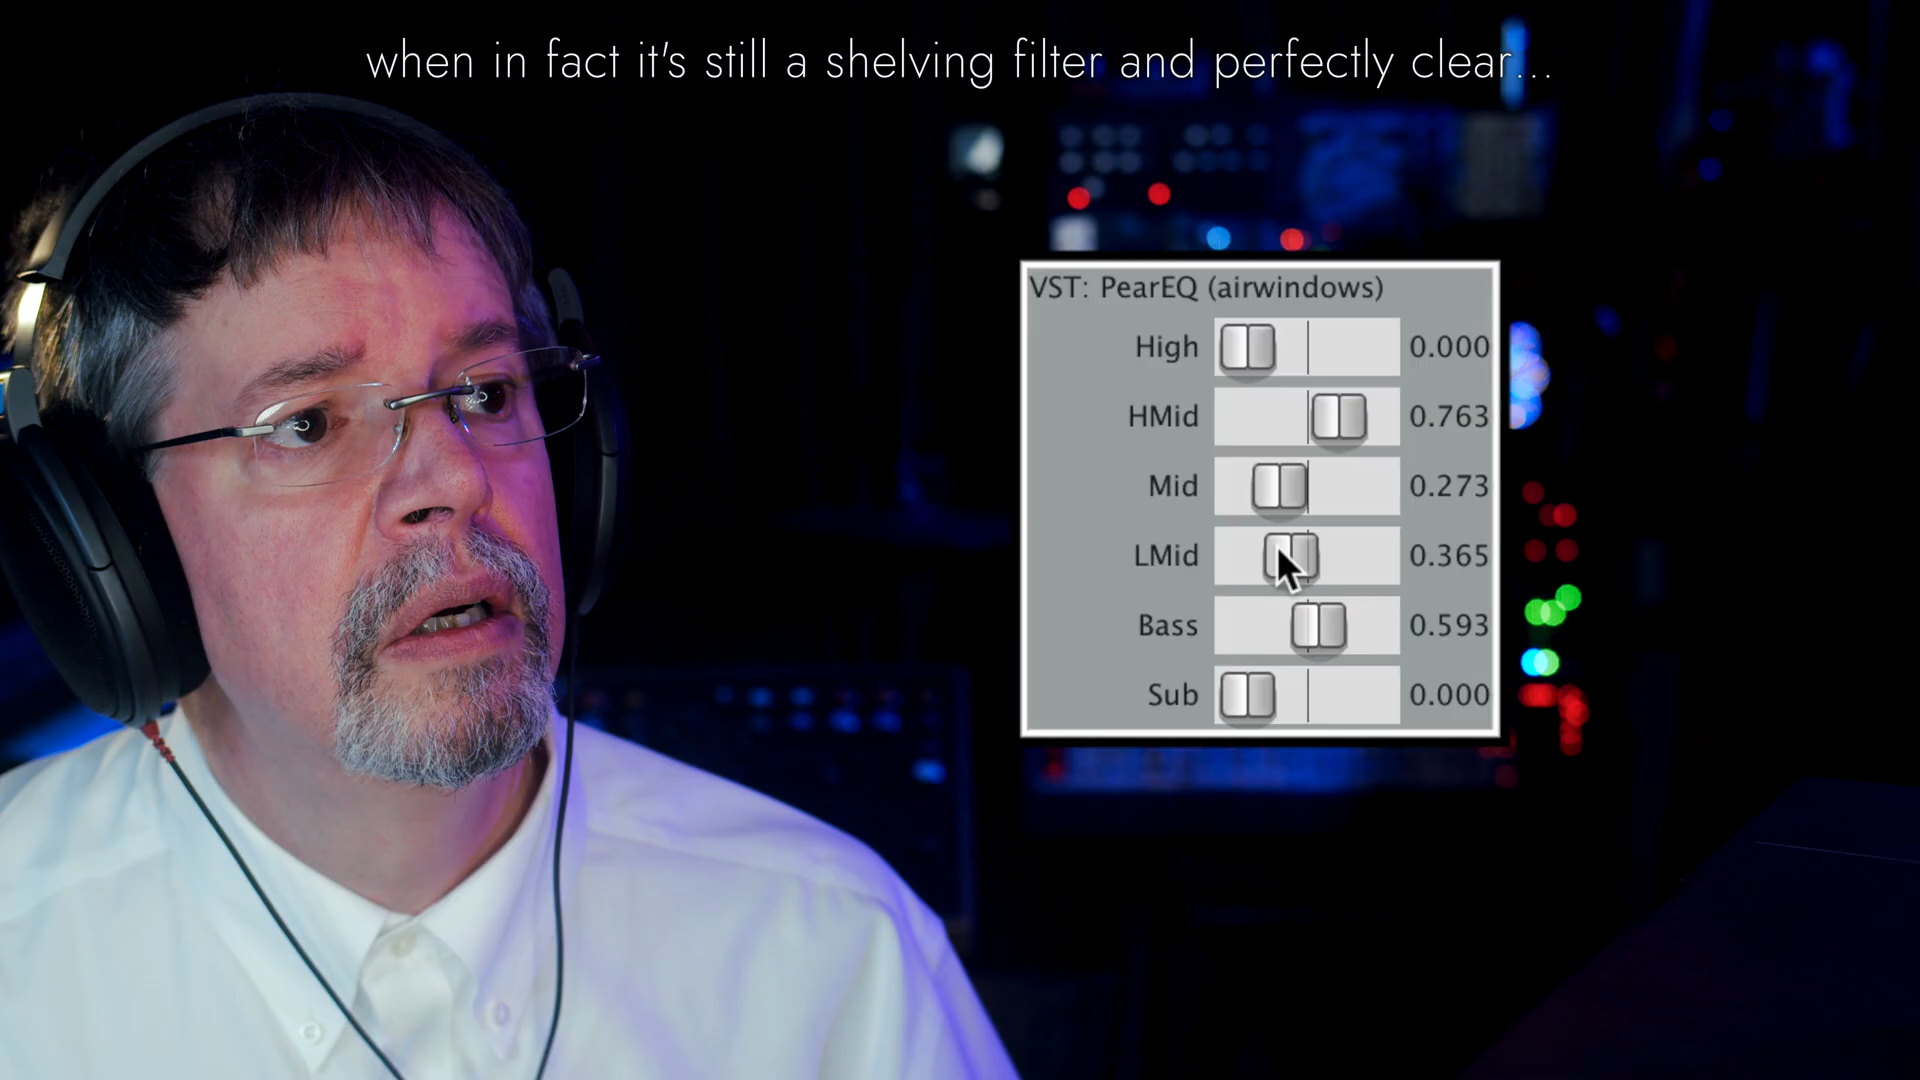 when in fact it's still a shelving filter and perfectly clear...
VST: PearEQ (airwindows)
High 0.000
HMid 0.763
Mid 0.273
LMid 0.365
Bass 0.593
Sub 0.000